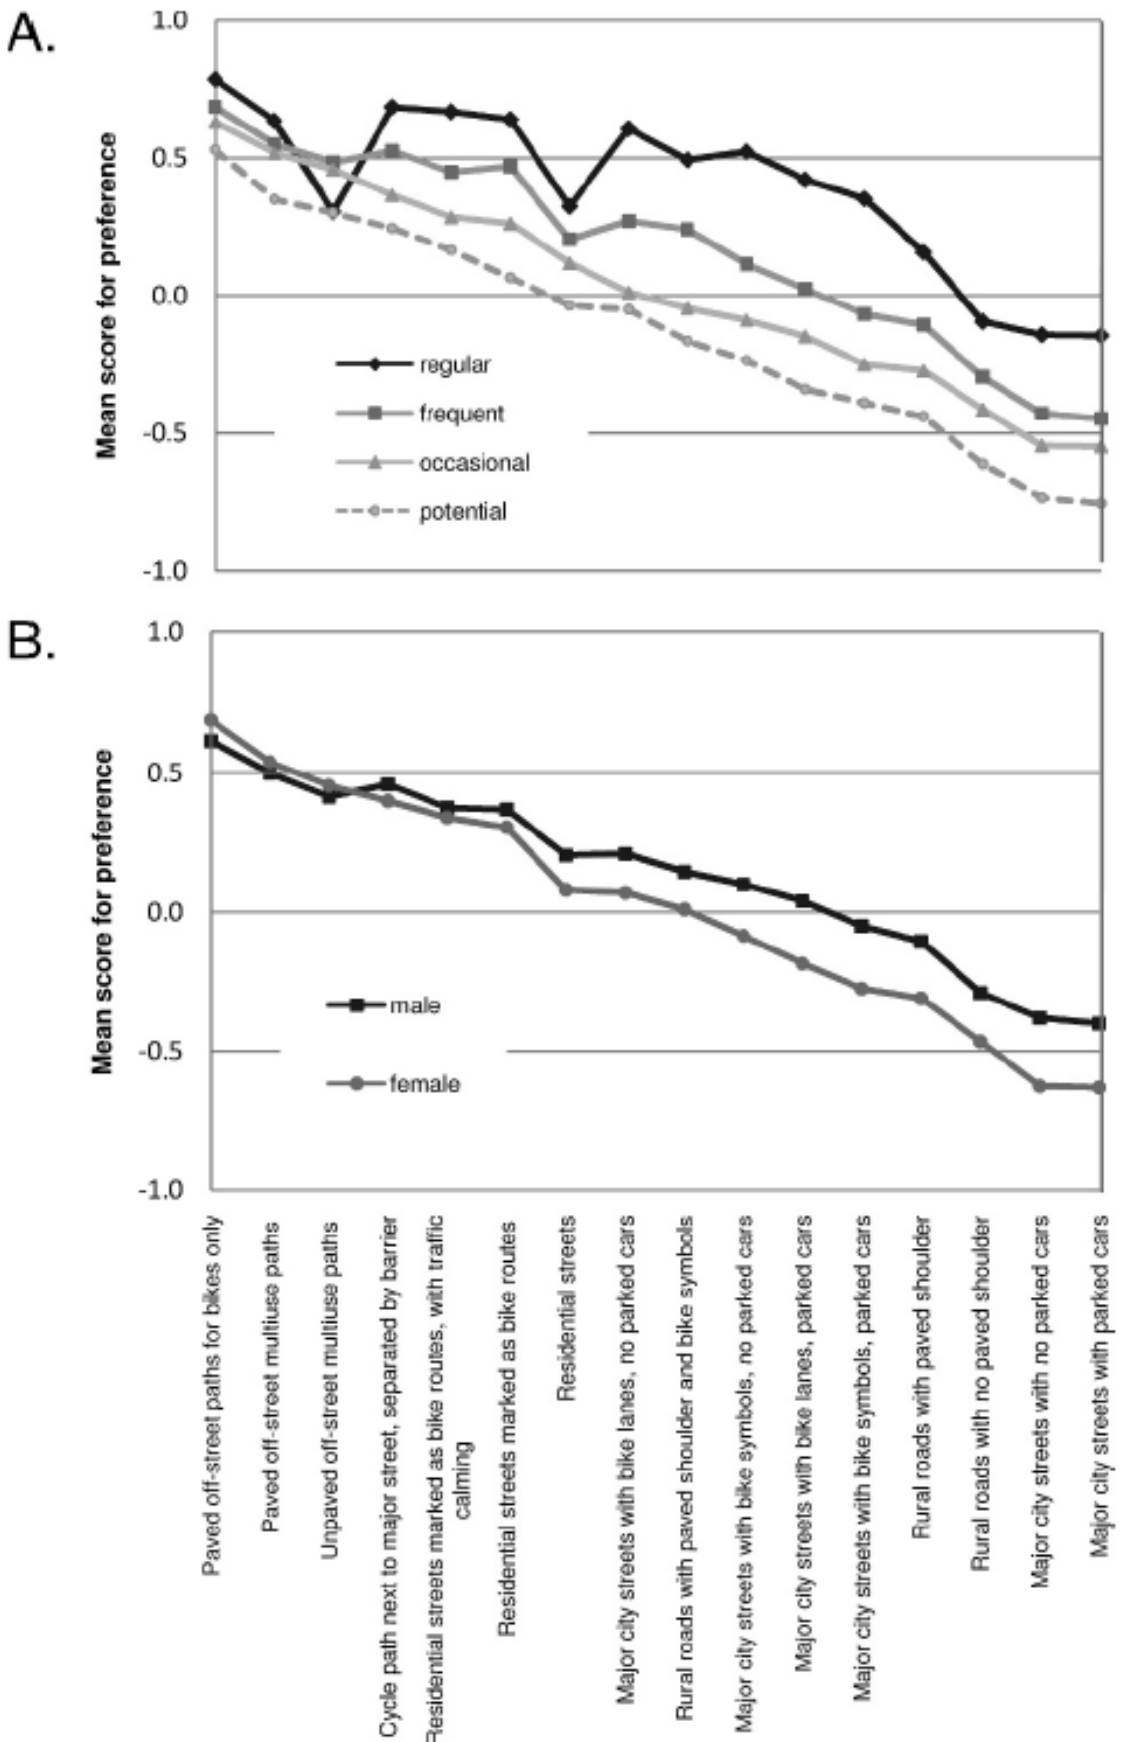 A.
Mean score for preference
1.0
0.5
0.0
-0.5
-1.0
regular
frequent
occasional
potential
B.
Mean score for preference
1.0
0.5
0.0
-0.5
-1.0
male
female
Paved off-street paths for bikes only
Paved off-street multiuse paths
Unpaved off-street multiuse paths
Cycle path next to major street, separated by barrier
Residential streets marked as bike routes, with traffic
calming
Residential streets marked as bike routes
Residential streets
Major city streets with bike lanes, no parked cars
Rural roads with paved shoulder and bike symbols
Major city streets with bike symbols, no parked cars
Major city streets with bike lanes, parked cars
Major city streets with bike symbols, parked cars
Rural roads with paved shoulder
Rural roads with no paved shoulder
Major city streets with no parked cars
Major city streets with parked cars